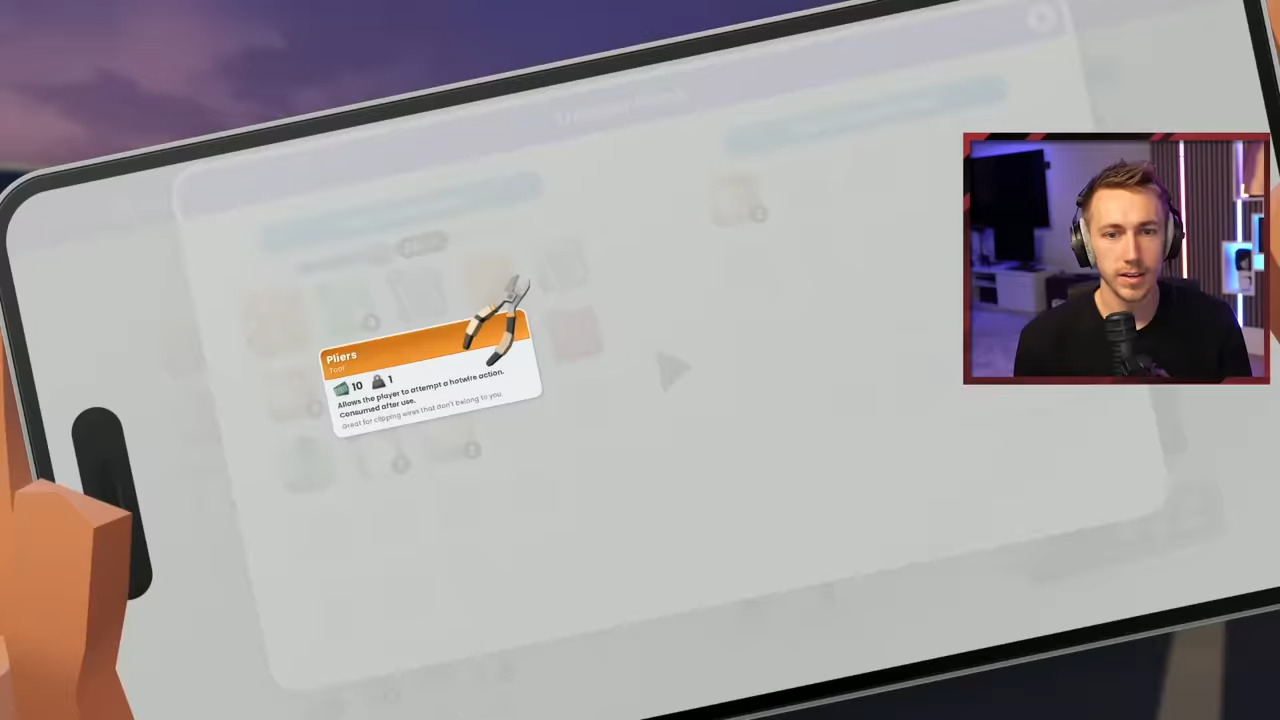 Pliers
Tool
10 1
Allows the player to attempt a hotwire action.
Consumed after use.
Great for clipping wires that don't belong to you.